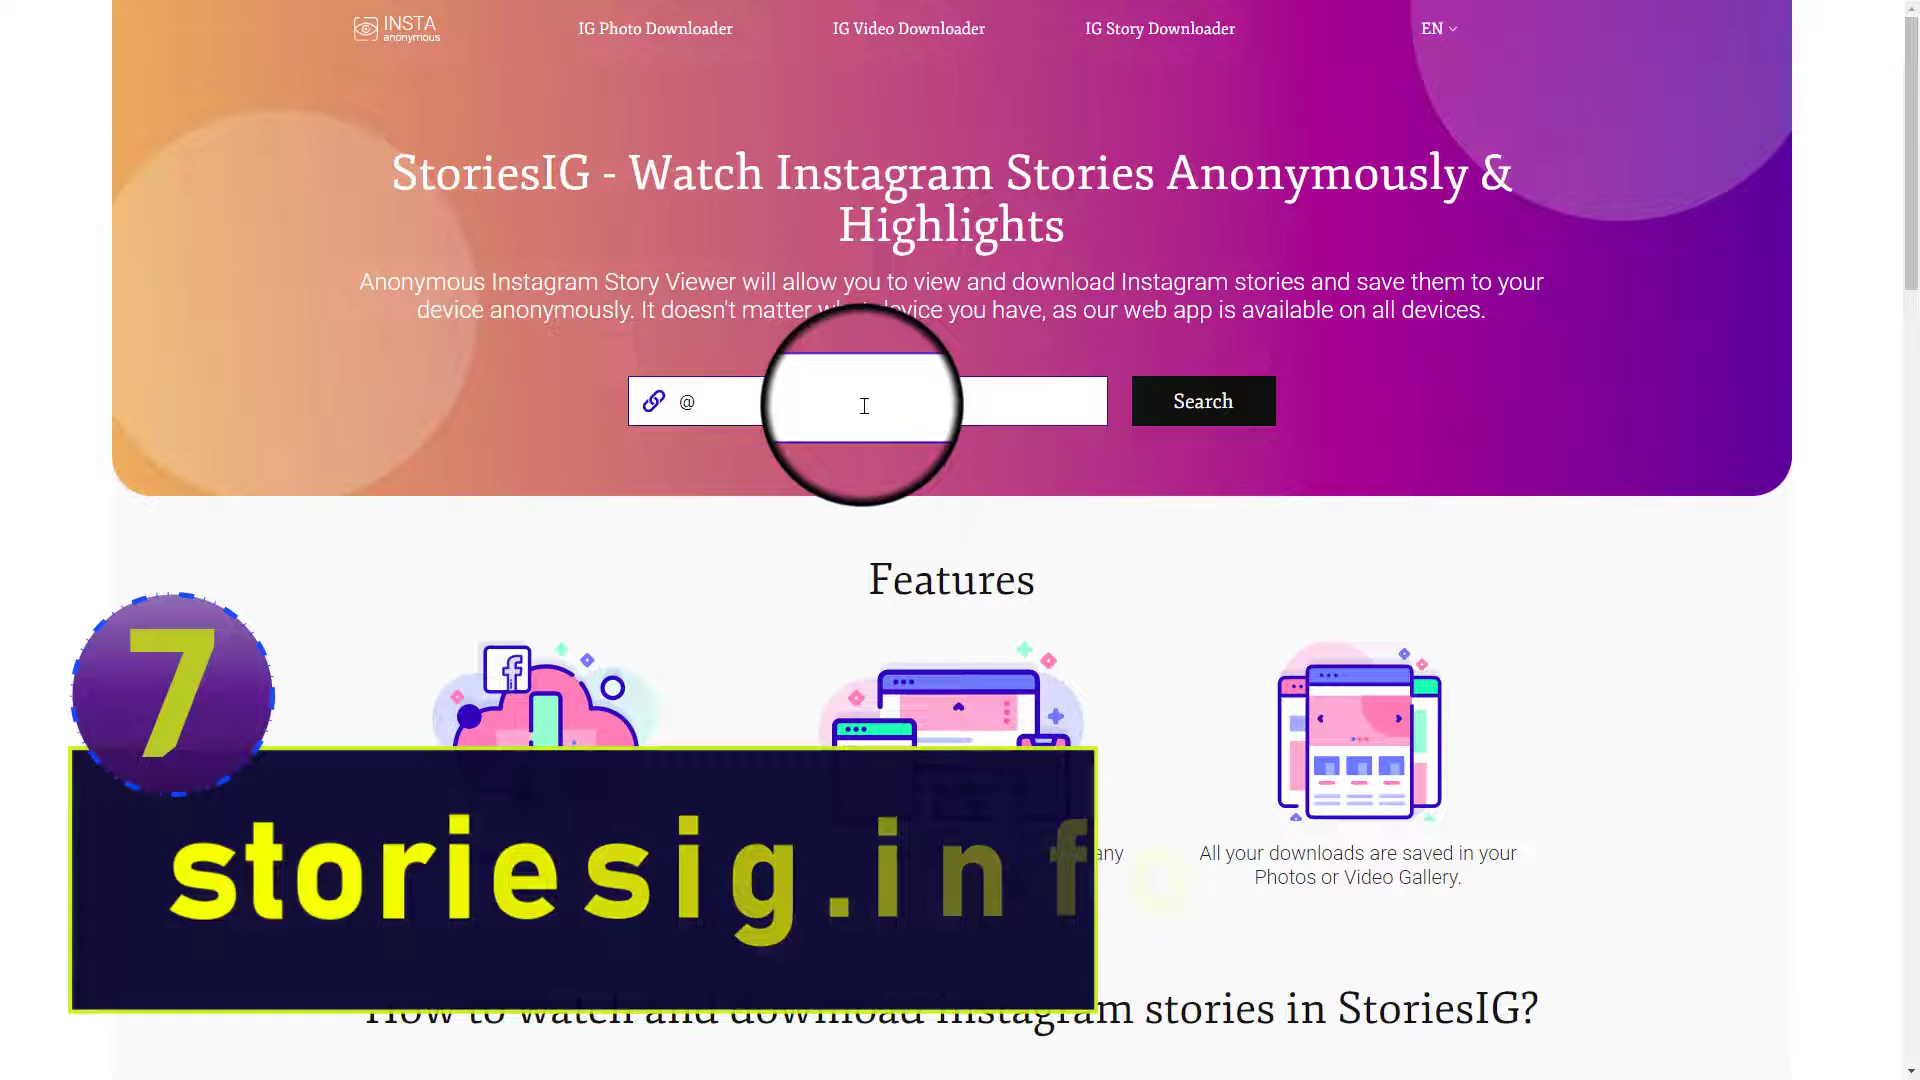 INSTA
anonymous
IG Photo Downloader
IG Video Downloader
IG Story Downloader
EN
StoriesIG - Watch Instagram Stories Anonymously &
Highlights
Anonymous Instagram Story Viewer will allow you to view and download Instagram stories and save them to your
device anonymously. It doesn't matter device you have, as our web app is available on all devices.
@
Search
Features
7
storiesig.info
any
All your downloads are saved in your
Photos or Video Gallery.
How to watch and download Instagram stories in StoriesIG?